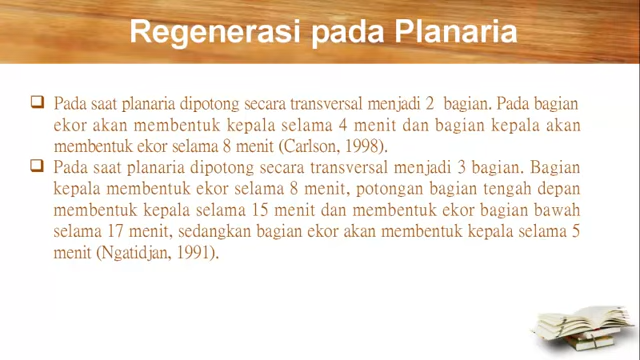 Regenerasi pada Planaria
Pada saat planaria dipotong secara transversal menjadi 2 bagian. Pada bagian
ekor akan membentuk kepala selama 4 menit dan bagian kepala akan
membentuk ekor selama 8 menit (Carlson, 1998).
Pada saat planaria dipotong secara transversal menjadi 3 bagian. Bagian
kepala membentuk ekor selama 8 menit, potongan bagian tengah depan
membentuk kepala selama 15 menit dan membentuk ekor bagian bawah
selama 17 menit, sedangkan bagian ekor akan membentuk kepala selama 5
menit (Ngatidjan, 1991).